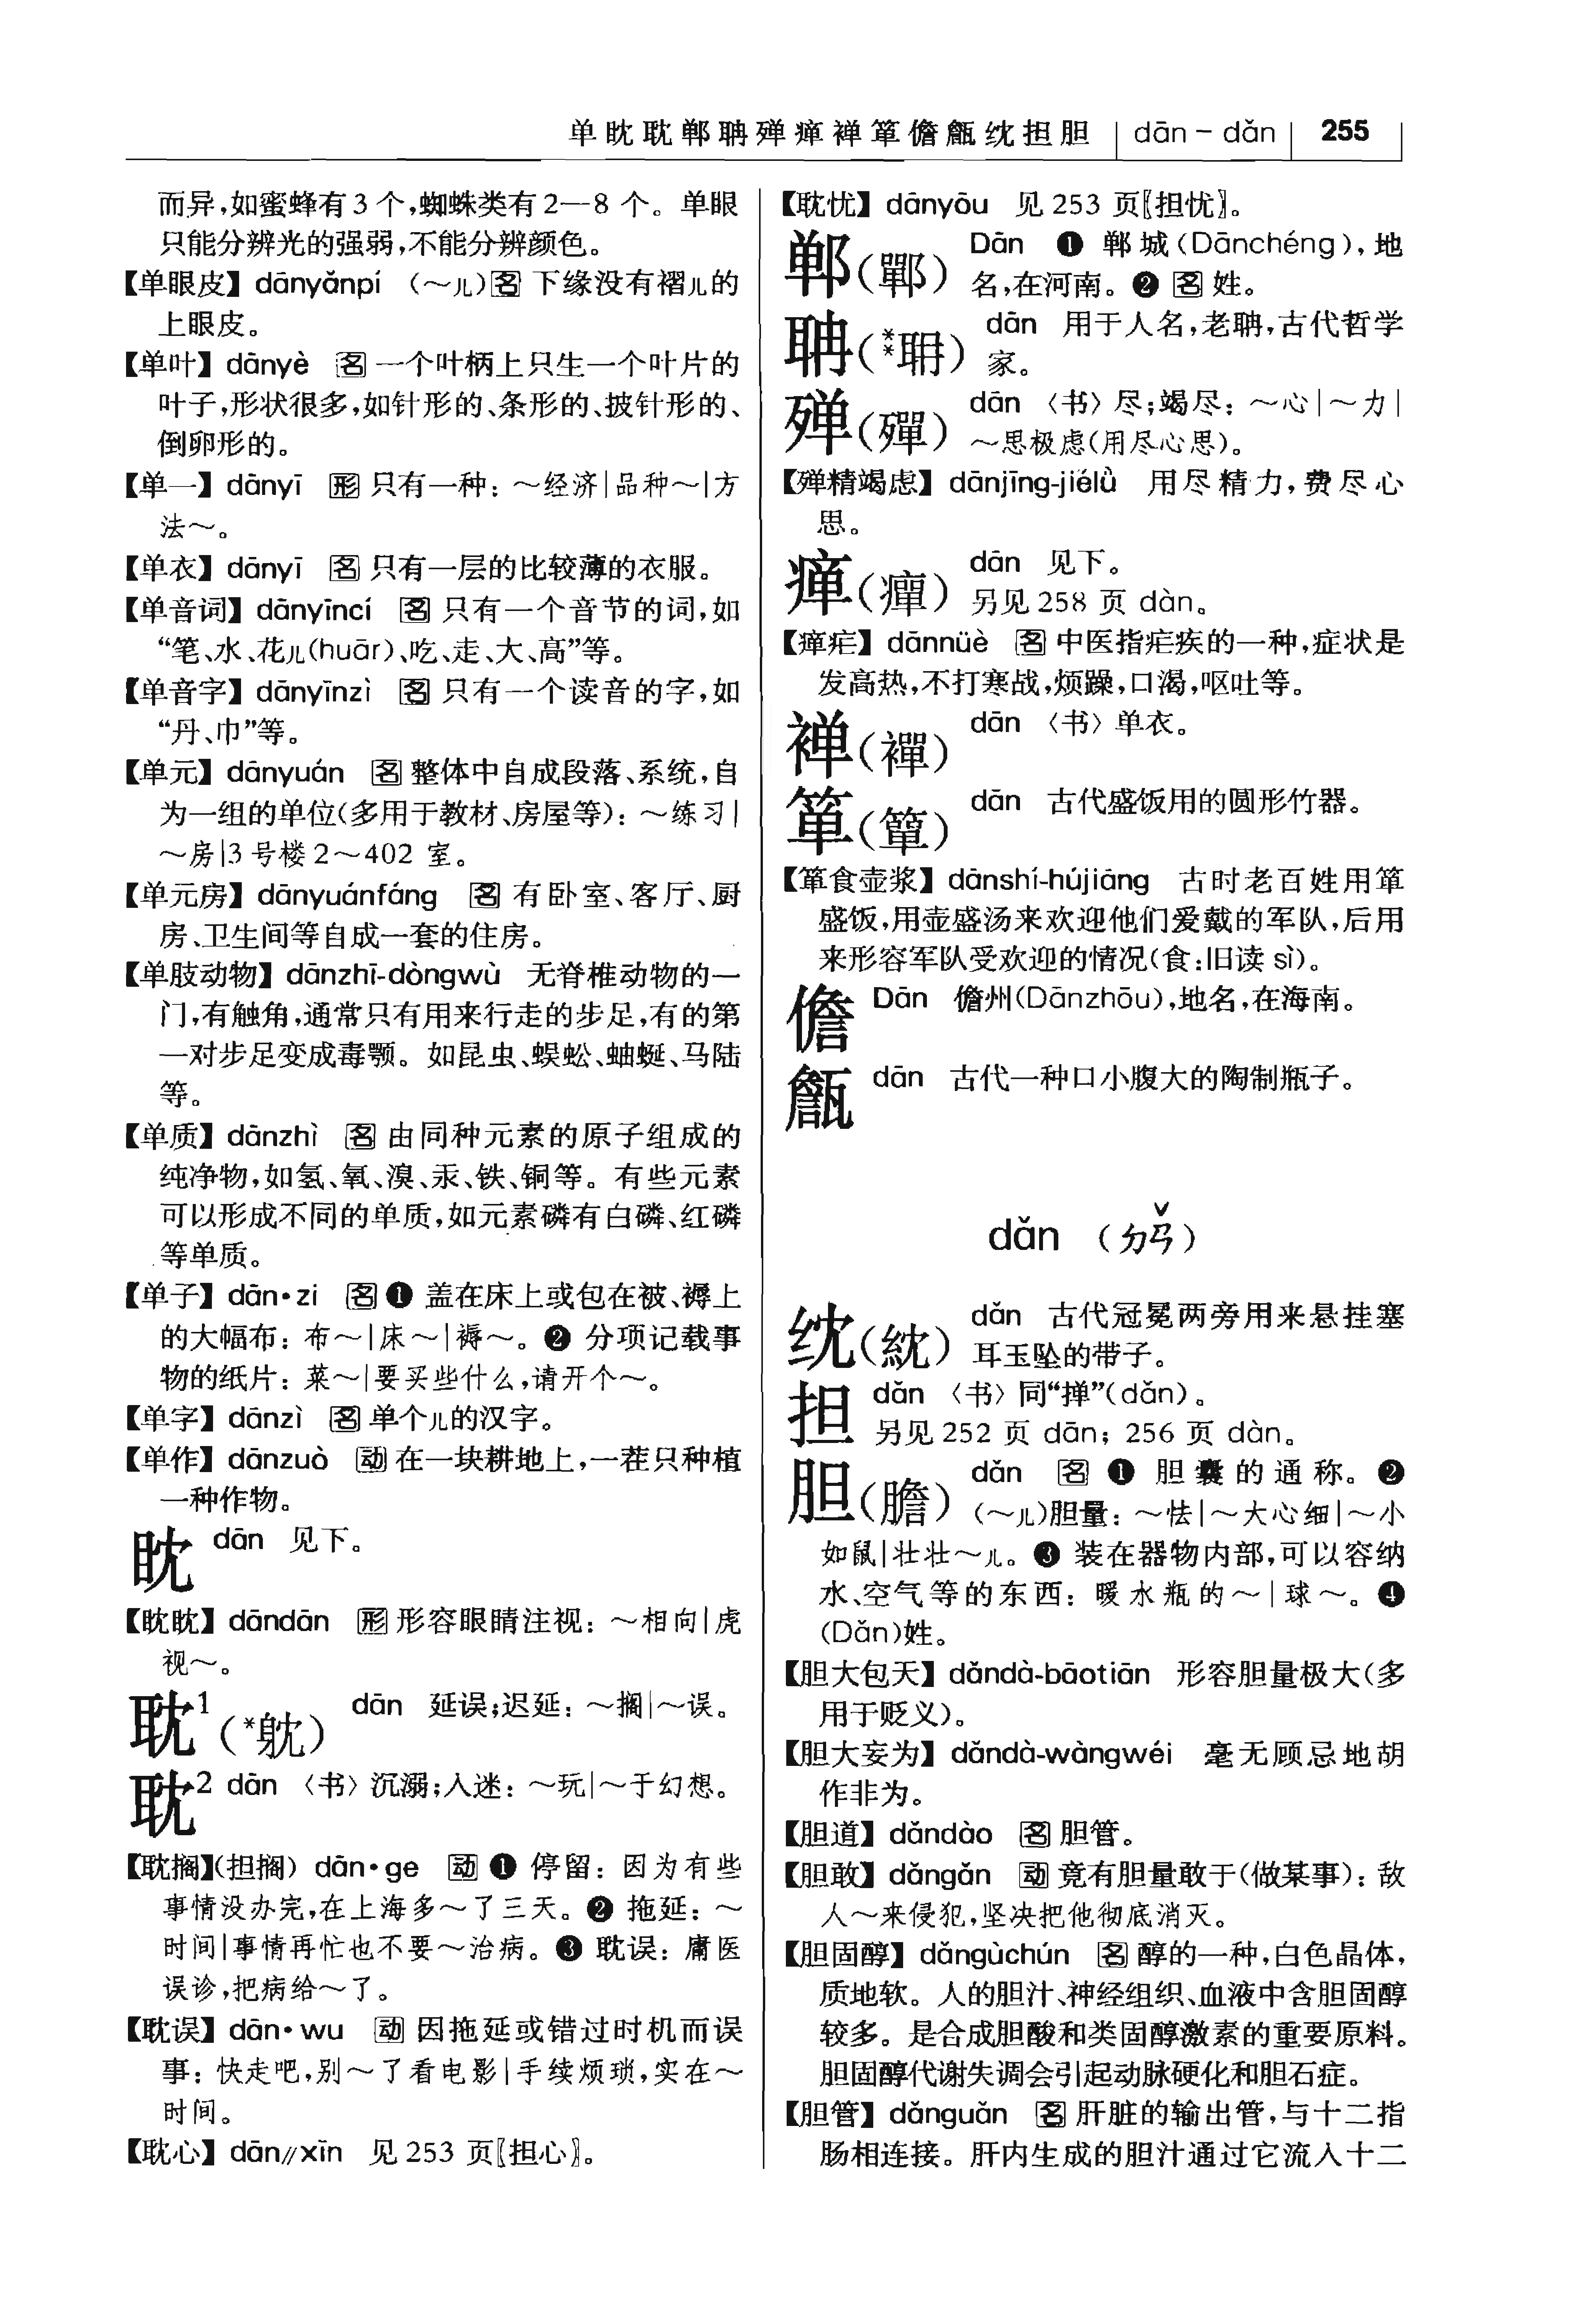 单眈耽郸聃殚瘅禅箪儋甔𬘘担胆 dān－dǎn 255
而异,如蜜蜂有3个,蜘蛛类有2—8 个。单眼
只能分辨光的强弱,不能分辨颜色。
【单眼皮】dānyǎnpí （～儿）名 下缘没有褶儿的
上眼皮。
【单叶】dānyè 名 一个叶柄上只生一个叶片的
叶子,形状很多,如针形的、条形的、披针形的、
倒卵形的。
【单一】dānyī 形 只有一种：～经济|品种～|方
法～。
【单衣】dānyī 名 只有一层的比较薄的衣服。
【单音词】dānyīncí 名 只有一个音节的词,如
“笔、水、花儿(huār)、吃、走、大、高”等。
【单音字】dānyīnzì 名 只有一个读音的字,如
“丹、巾”等。
【单元】dānyuán 名 整体中自成段落、系统,自
为一组的单位(多用于教材、房屋等)：～练习|
～房|3号楼2～402 室。
【单元房】dānyuánfáng 名 有卧室、客厅、厨
房、卫生间等自成一套的住房。
【单肢动物】dānzhī-dòngwù 无脊椎动物的一
门,有触角,通常只有用来行走的步足,有的第
一对步足变成毒颚。如昆虫、蜈蚣、蚰蜒、马陆
等。
【单质】dānzhì 名 由同种元素的原子组成的
纯净物,如氢、氧、溴、汞、铁、铜等。有些元素
可以形成不同的单质,如元素磷有白磷、红磷
等单质。
【单子】dān·zi 名 ❶ 盖在床上或包在被、褥上
的大幅布：布～|床～|褥～。❷ 分项记载事
物的纸片：菜～|要买些什么,请开个～。
【单字】dānzì 名 单个儿的汉字。
【单作】dānzuò 动 在一块耕地上,一茬只种植
一种作物。
眈 dān 见下。
【眈眈】dāndān 形 形容眼睛注视：～相向|虎
视～。
耽1(*躭) dān 延误;迟延：～搁|～误。
耽2 dān 〈书〉沉溺;入迷：～玩|～于幻想。
【耽搁】(担搁) dān·ge 动 ❶ 停留：因为有些
事情没办完,在上海多～了三天。❷ 拖延：～
时间|事情再忙也不要～治病。❸ 耽误：庸医
误诊,把病给～了。
【耽误】dān·wu 动 因拖延或错过时机而误
事：快走吧,别～了看电影|手续烦琐,实在～
时间。
【耽心】dān∥xīn 见253 页〖担心〗。
【耽忧】dānyōu 见253 页〖担忧〗。
郸(鄲) Dān ❶ 郸城(Dānchéng),地
名,在河南。❷ 名 姓。
聃(**耼) dān 用于人名,老聃,古代哲学
家。
殚(殫) dān 〈书〉尽;竭尽：～心|～力|
～思极虑(用尽心思)。
【殚精竭虑】dānjīng-jiélǜ 用尽精力,费尽心
思。
瘅(癉) dān 见下。
另见258 页 dàn。
【瘅疟】dānnüè 名 中医指疟疾的一种,症状是
发高热,不打寒战,烦躁,口渴,呕吐等。
禅(襌) dān 〈书〉单衣。
箪(簞) dān 古代盛饭用的圆形竹器。
【箪食壶浆】dānshí-hújiāng 古时老百姓用箪
盛饭,用壶盛汤来欢迎他们爱戴的军队,后用
来形容军队受欢迎的情况(食:旧读 sì)。
儋 Dān 儋州(Dānzhōu),地名,在海南。
甔 dān 古代一种口小腹大的陶制瓶子。
dǎn （ㄉㄢˇ）
𬘘(紞) dǎn 古代冠冕两旁用来悬挂塞
耳玉坠的带子。
担 dǎn 〈书〉同“掸”(dǎn)。
另见252 页 dān；256 页 dàn。
胆(膽) dǎn 名 ❶ 胆囊的通称。❷
(～儿)胆量：～怯|～大心细|～小
如鼠|壮壮～儿。❸ 装在器物内部,可以容纳
水、空气等的东西：暖水瓶的～|球～。❹
(Dǎn)姓。
【胆大包天】dǎndà-bāotiān 形容胆量极大(多
用于贬义)。
【胆大妄为】dǎndà-wàngwéi 毫无顾忌地胡
作非为。
【胆道】dǎndào 名 胆管。
【胆敢】dǎngǎn 动 竟有胆量敢于(做某事)：敌
人～来侵犯,坚决把他彻底消灭。
【胆固醇】dǎngùchún 名 醇的一种,白色晶体,
质地软。人的胆汁、神经组织、血液中含胆固醇
较多。是合成胆酸和类固醇激素的重要原料。
胆固醇代谢失调会引起动脉硬化和胆石症。
【胆管】dǎnguǎn 名 肝脏的输出管,与十二指
肠相连接。肝内生成的胆汁通过它流入十二